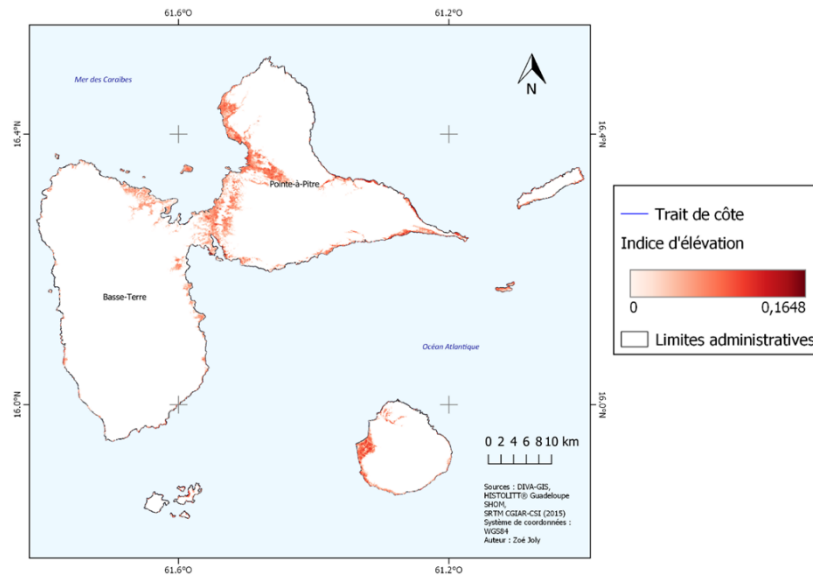 61.6°O 61.2°O
Mer des Caraïbes
N
16.4°N 16.4°N
Pointe-à-Pitre
Basse-Terre
Océan Atlantique
16.0°N 16.0°N
0 2 4 6 8 10 km
Sources : DIVA-GIS,
HISTOLITT® Guadeloupe
SHOM,
SRTM CGIAR-CSI (2015)
Système de coordonnées :
WGS84
Auteur : Zoé Joly
61.6°O 61.2°O
Trait de côte
Indice d'élévation
0 0,1648
Limites administratives